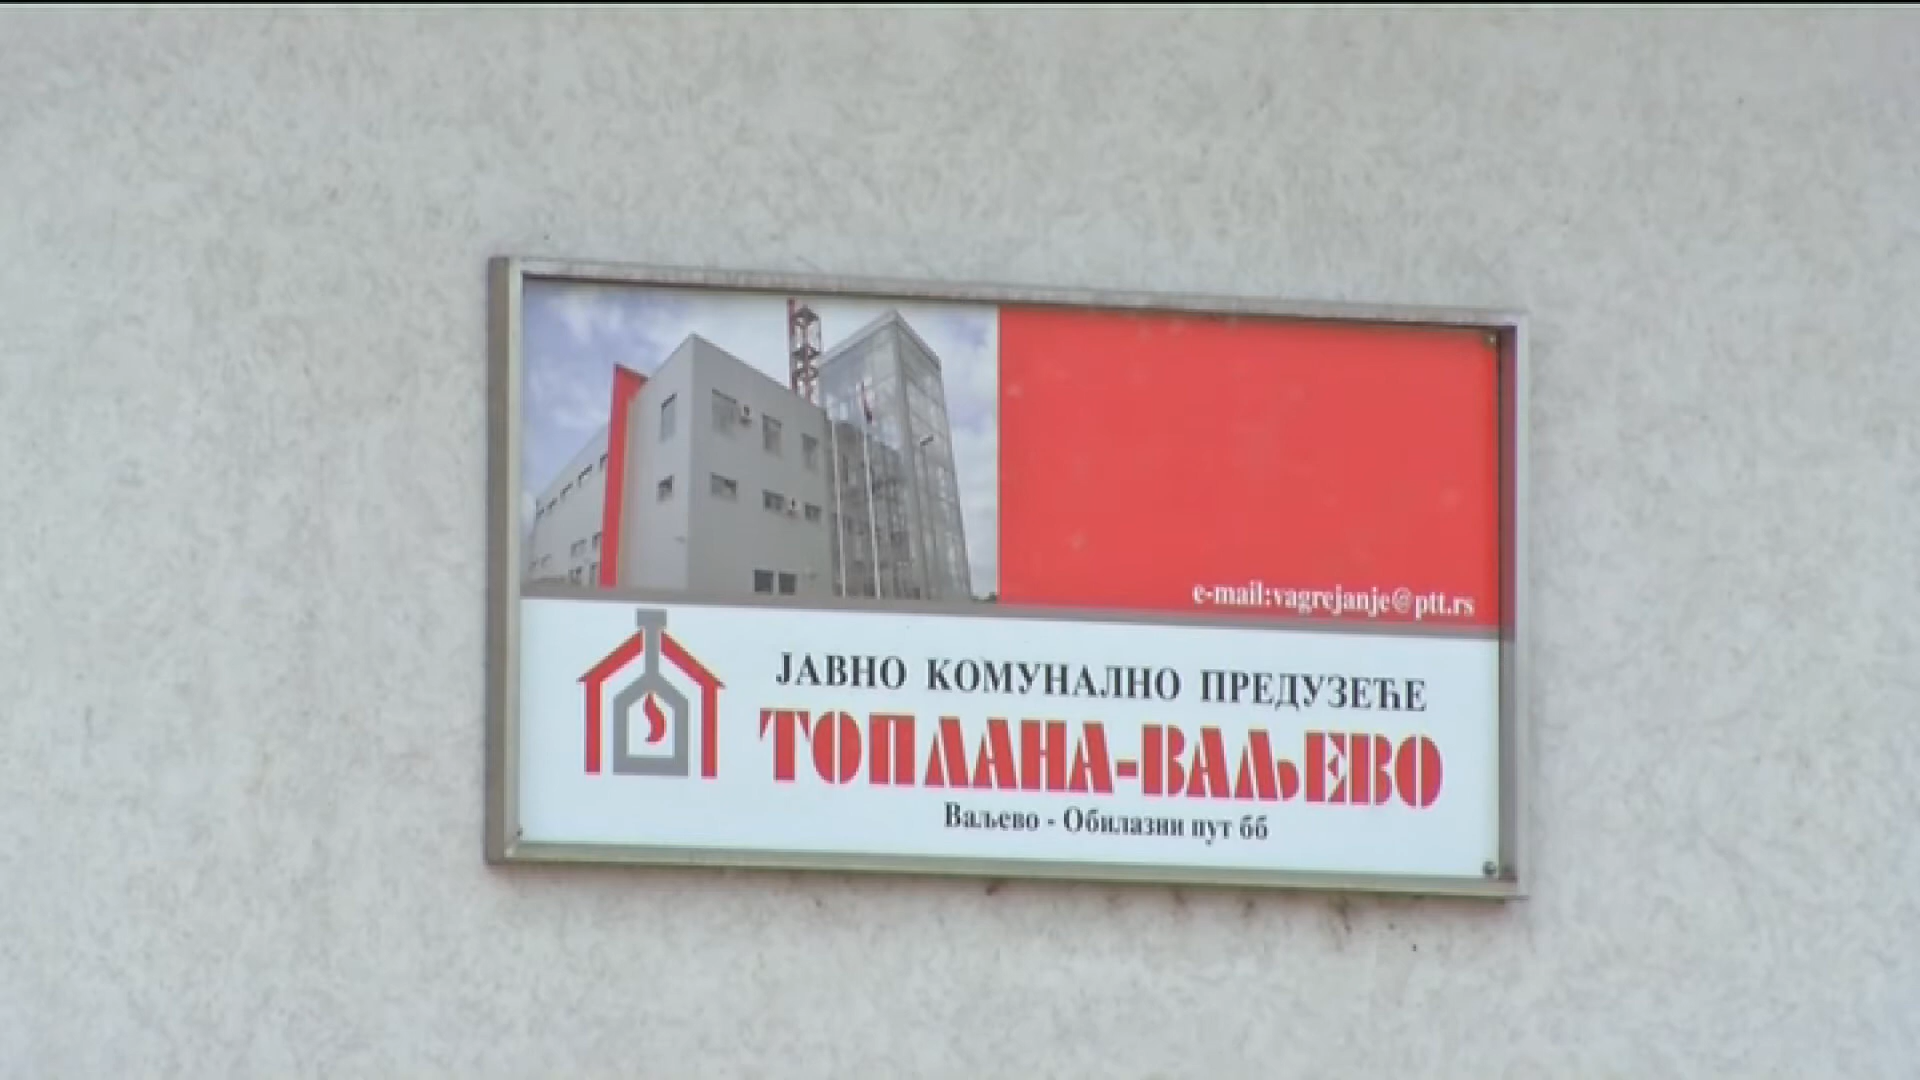 e-mail:vagrejanje@ptt.rs
ЈАВНО КОМУНАЛНО ПРЕДУЗЕЋЕ
ТОПЛАНА-ВАЉЕВО
Ваљево - Обилазни пут бб